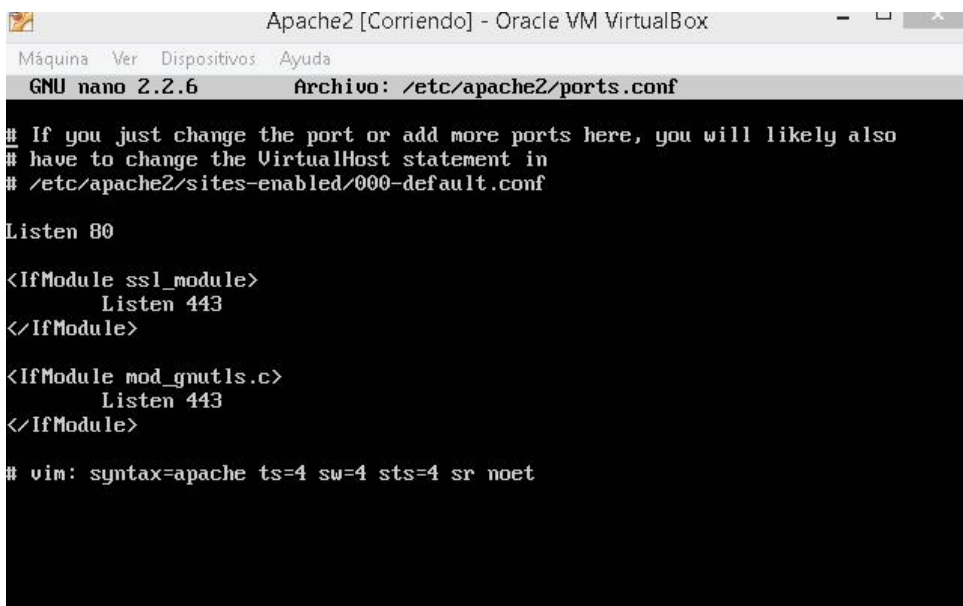 Apache2 [Corriendo] - Oracle VM VirtualBox
Máquina Ver Dispositivos Ayuda
GNU nano 2.2.6 Archivo: /etc/apache2/ports.conf
# If you just change the port or add more ports here, you will likely also
# have to change the VirtualHost statement in
# /etc/apache2/sites-enabled/000-default.conf
Listen 80
<IfModule ssl_module>
Listen 443
</IfModule>
<IfModule mod_gnutls.c>
Listen 443
</IfModule>
# vim: syntax=apache ts=4 sw=4 sts=4 sr noet